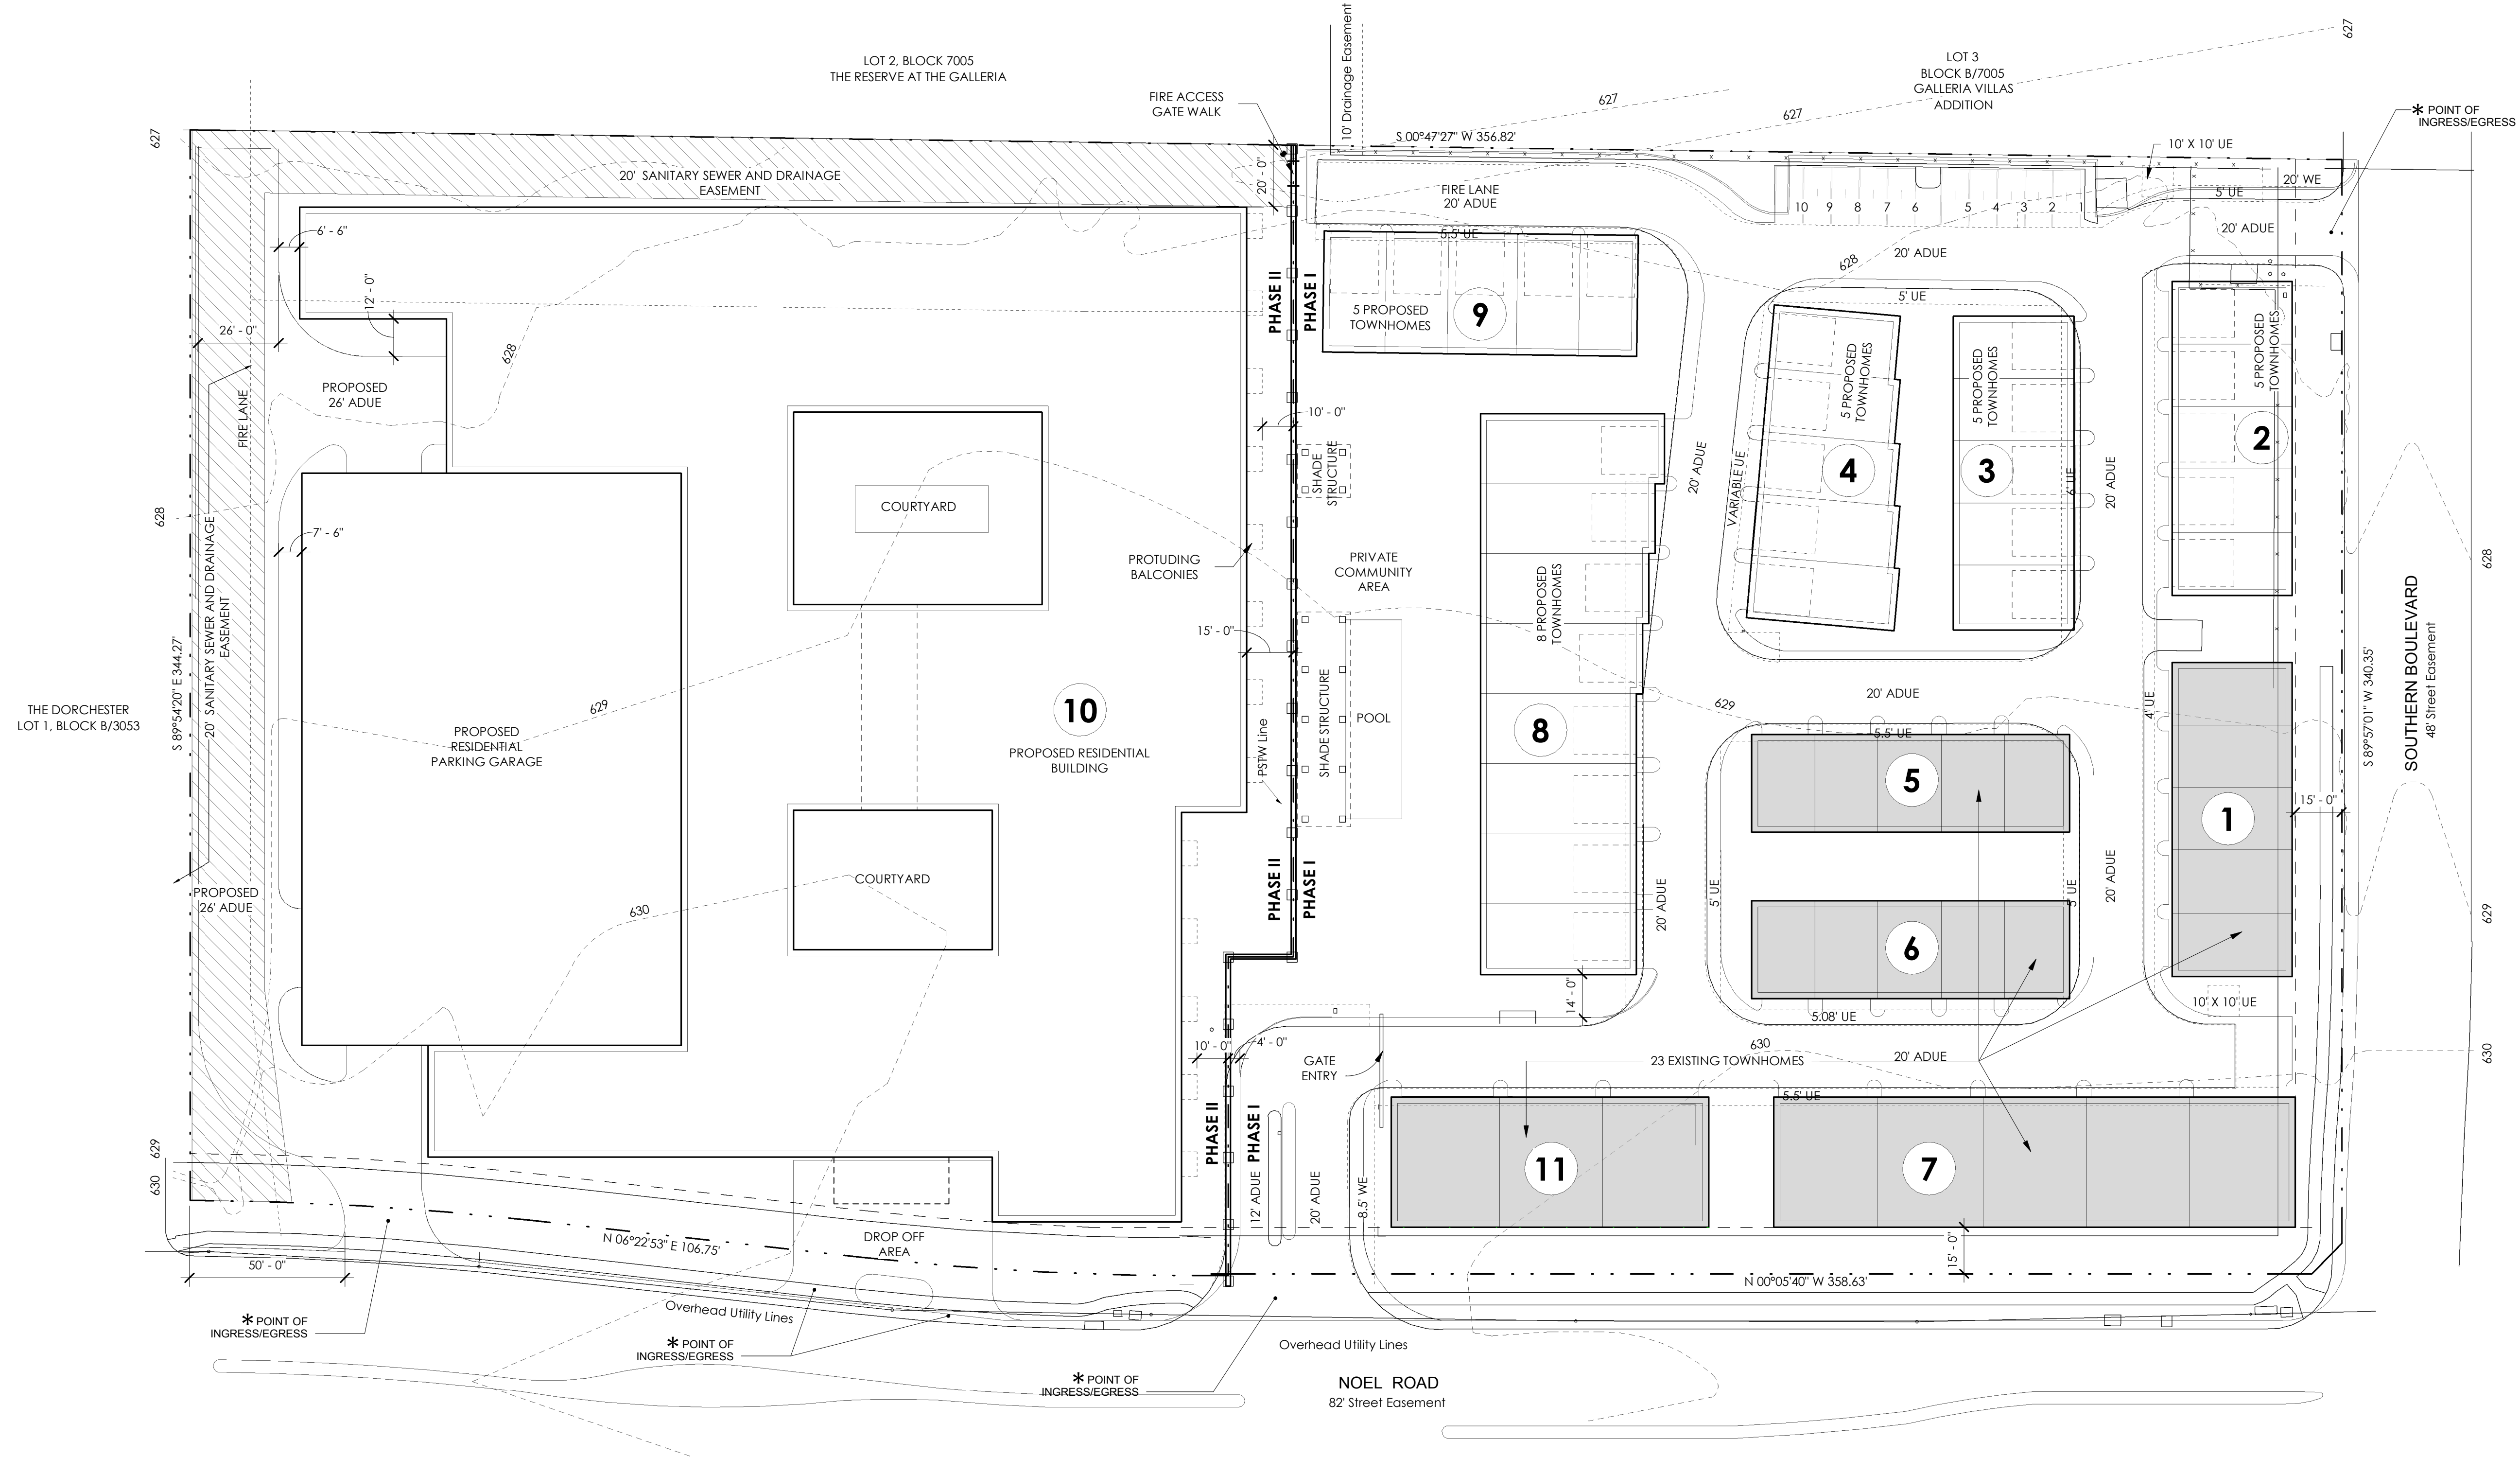 LOT 2, BLOCK 7005
THE RESERVE AT THE GALLERIA
FIRE ACCESS
GATE WALK
10' Drainage Easement
LOT 3
BLOCK B/7005
GALLERIA VILLAS
ADDITION
627
627
627
627
S 00°47'27" W 356.82'
* POINT OF
INGRESS/EGRESS
10' X 10' UE
20' WE
5' UE
20' ADUE
20' SANITARY SEWER AND DRAINAGE
EASEMENT
20' - 0"
FIRE LANE
20' ADUE
10 9 8 7 6 5 4 3 2 1
20' ADUE
5.5' UE
628
5' UE
6' - 6"
12' - 0"
26' - 0"
PROPOSED
26' ADUE
FIRE LANE
628
PHASE II
PHASE I
5 PROPOSED
TOWNHOMES
9
5 PROPOSED
TOWNHOMES
4
5 PROPOSED
TOWNHOMES
3
5 PROPOSED
TOWNHOMES
2
10' - 0"
SHADE
STRUCTURE
20' ADUE
VARIABLE UE
6' UE
20' ADUE
COURTYARD
628
7' - 6"
20' SANITARY SEWER AND DRAINAGE
EASEMENT
S 89°54'20" E 344.27'
PROTUDING
BALCONIES
PRIVATE
COMMUNITY
AREA
8 PROPOSED
TOWNHOMES
8
628
SOUTHERN BOULEVARD
48' Street Easement
S 89°57'01" W 340.35'
15' - 0"
THE DORCHESTER
LOT 1, BLOCK B/3053
PROPOSED
RESIDENTIAL
PARKING GARAGE
629
10
PROPOSED RESIDENTIAL
BUILDING
PSTW Line
SHADE STRUCTURE
POOL
629
20' ADUE
4' UE
5.5' UE
5
1
15' - 0"
COURTYARD
PROPOSED
26' ADUE
630
PHASE II
PHASE I
20' ADUE
5' UE
5' UE
20' ADUE
6
629
14' - 0"
5.08' UE
10' X 10' UE
10' - 0"
4' - 0"
GATE
ENTRY
630
23 EXISTING TOWNHOMES
20' ADUE
630
5.5' UE
PHASE II
PHASE I
12' ADUE
20' ADUE
8.5' WE
11
7
629
630
15' - 0"
N 06°22'53" E 106.75'
DROP OFF
AREA
50' - 0"
N 00°05'40" W 358.63'
* POINT OF
INGRESS/EGRESS
Overhead Utility Lines
* POINT OF
INGRESS/EGRESS
* POINT OF
INGRESS/EGRESS
Overhead Utility Lines
NOEL ROAD
82' Street Easement